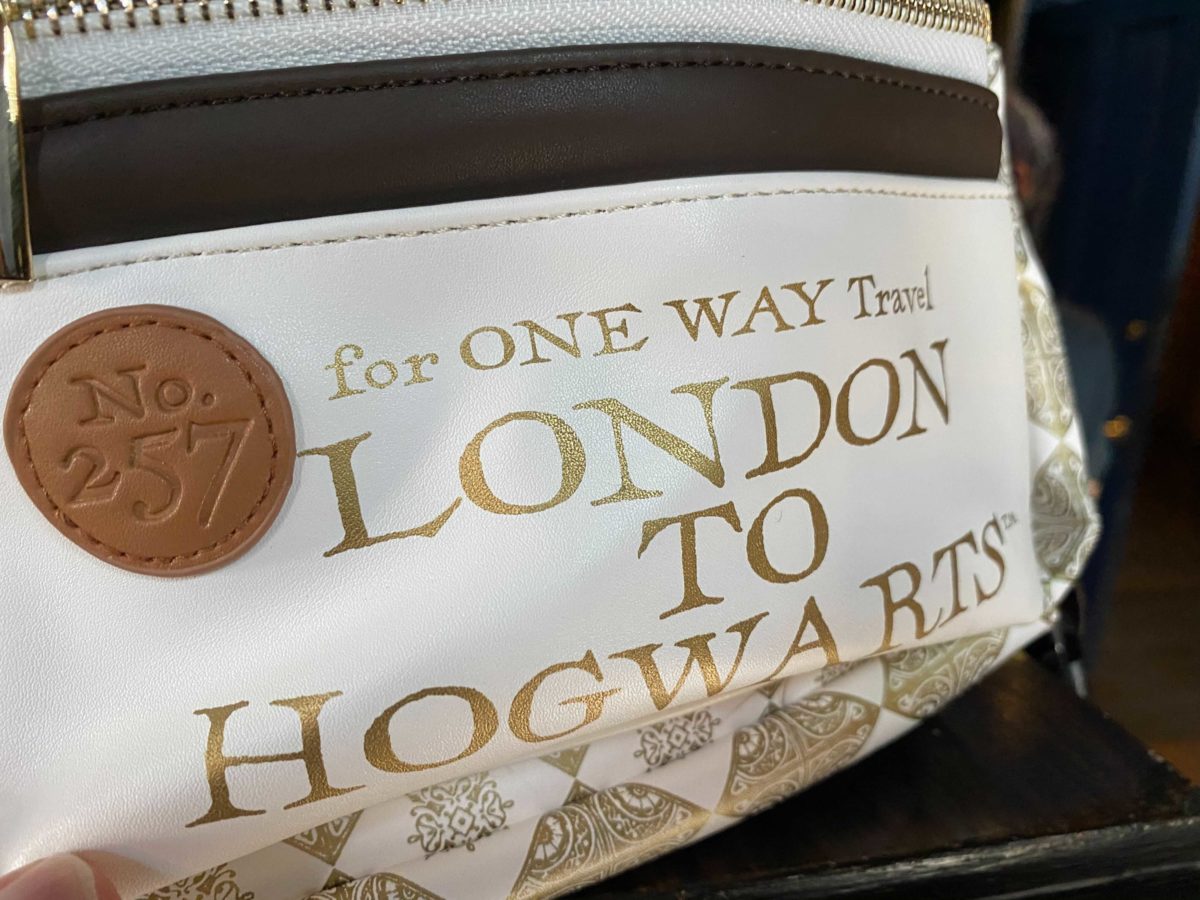 No.
257
for ONE WAY Travel
LONDON
TO
HOGWARTS™